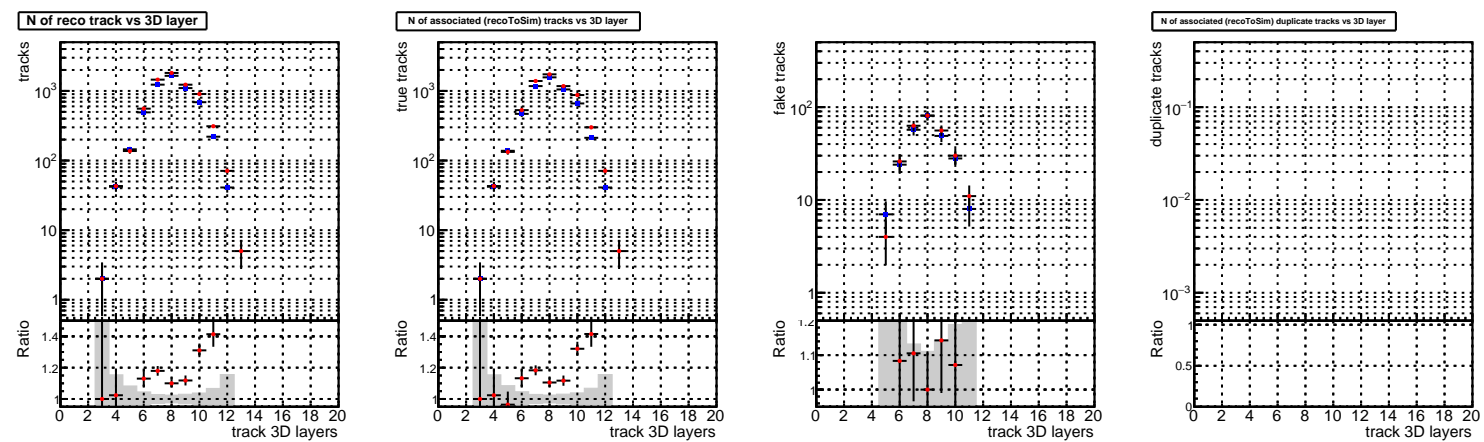 N of reco track vs 3D layer
tracks
10³
10²
10
1
Ratio
1.4
1.2
1
0 2 4 6 8 10 12 14 16 18 20
track 3D layers
N of associated (recoToSim) tracks vs 3D layer
true tracks
10³
10²
10
1
Ratio
1.4
1.2
1
0 2 4 6 8 10 12 14 16 18 20
track 3D layers
fake tracks
10²
10
1
Ratio
1.2
1.1
1
0 2 4 6 8 10 12 14 16 18 20
track 3D layers
N of associated (recoToSim) duplicate tracks vs 3D layer
duplicate tracks
10⁻¹
10⁻²
10⁻³
Ratio
1
0.5
0
0 2 4 6 8 10 12 14 16 18 20
track 3D layers